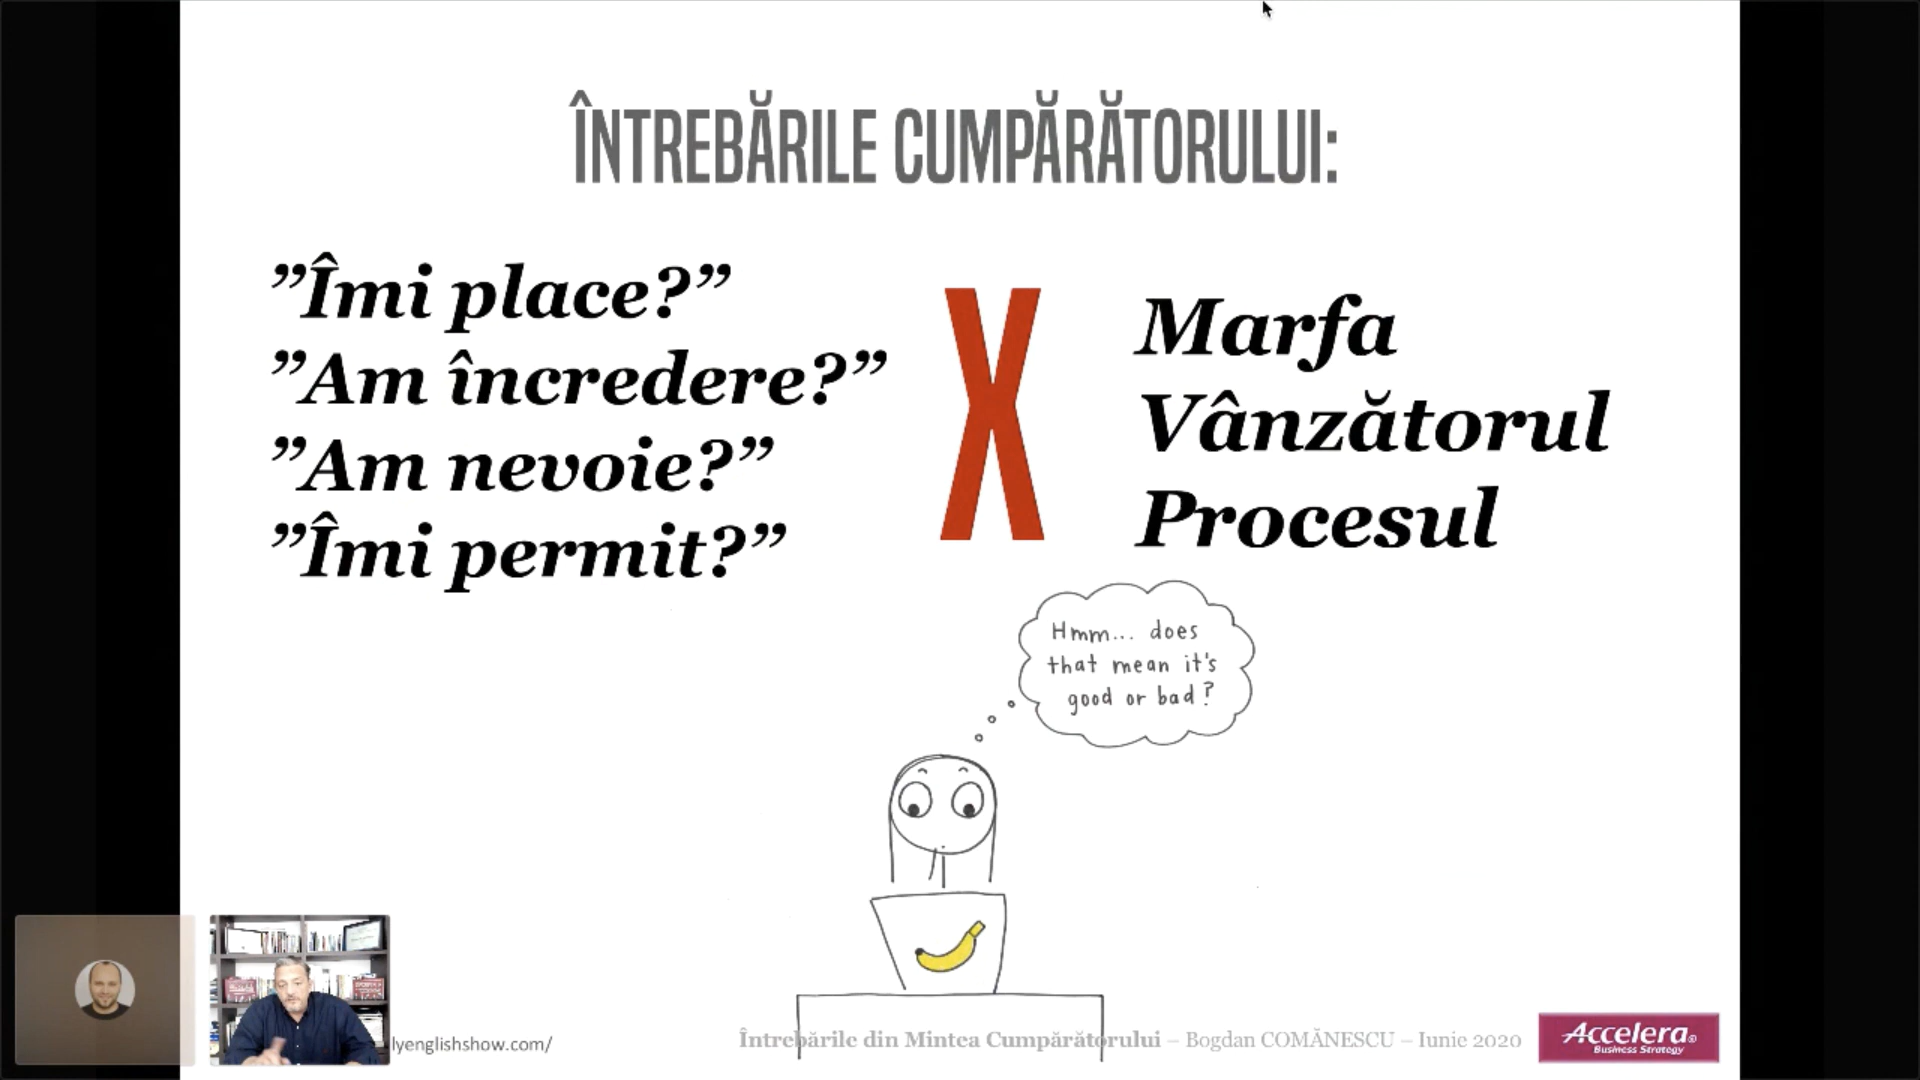 ÎNTREBĂRILE CUMPĂRĂTORULUI:
”Îmi place?”
”Am încredere?”
”Am nevoie?”
”Îmi permit?”
X
Marfa
Vânzătorul
Procesul
Hmm... does
that mean it's
good or bad?
lyenglishshow.com/
Întrebările din Mintea Cumpărătorului – Bogdan COMĂNESCU – Iunie 2020
Accelera®
Business Strategy